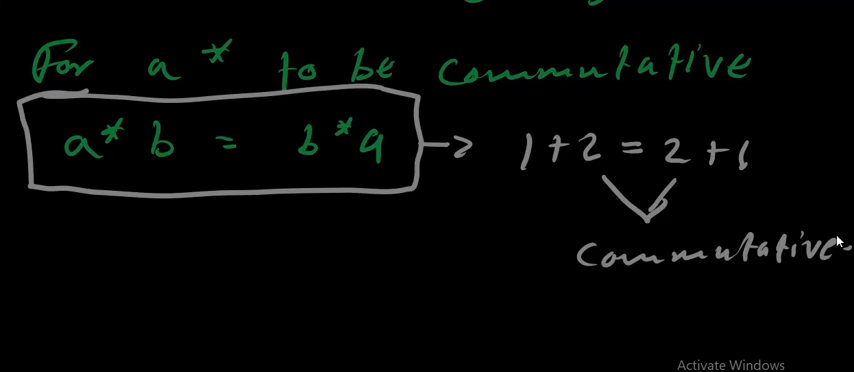 For a * to be commutative
a * b = b * a
→ 1 + 2 = 2 + 1
commutative
Activate Windows